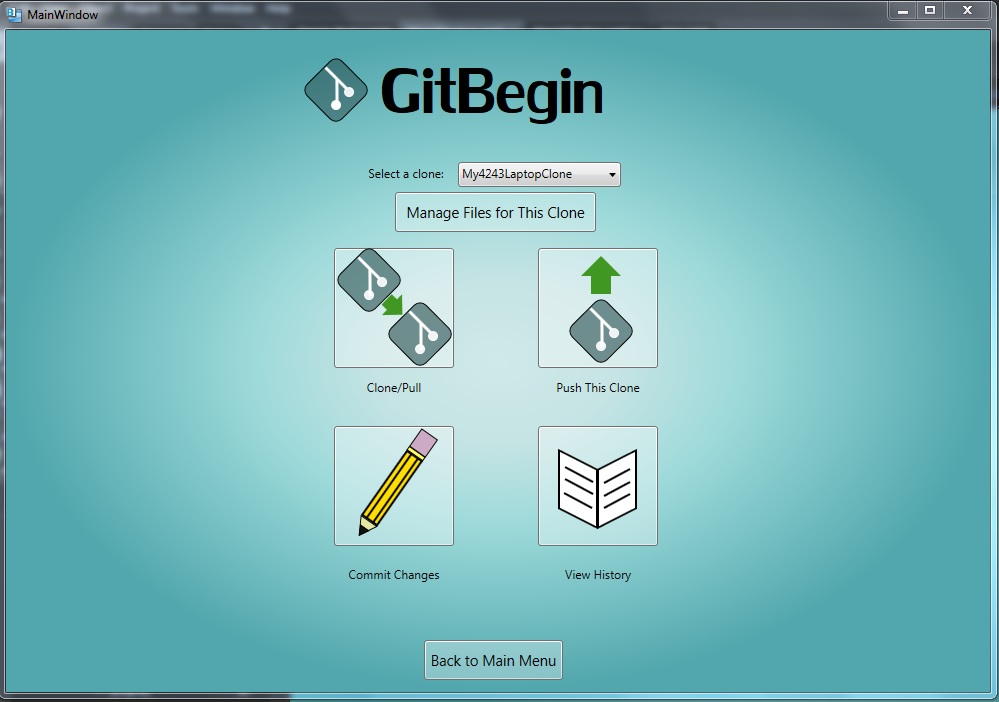 MainWindow
GitBegin
Select a clone: My4243LaptopClone
Manage Files for This Clone
Clone/Pull
Push This Clone
Commit Changes
View History
Back to Main Menu